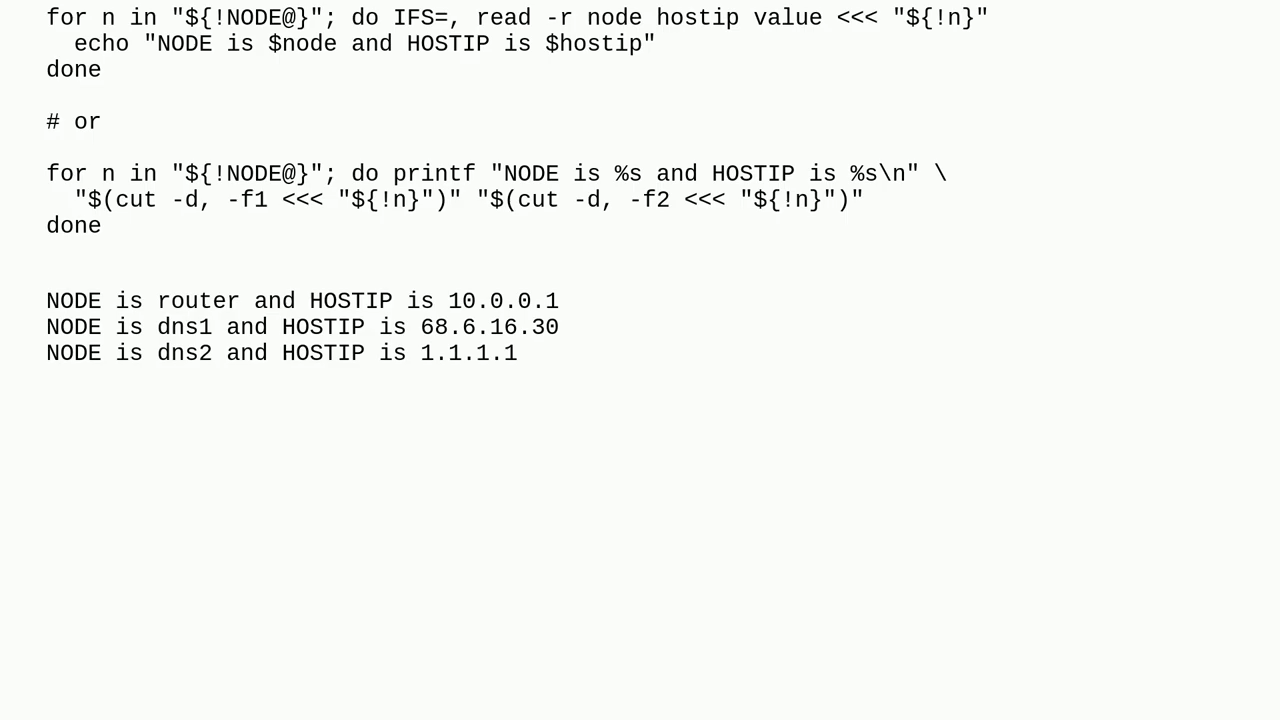 for n in "${!NODE@}"; do IFS=, read -r node hostip value <<< "${!n}"
  echo "NODE is $node and HOSTIP is $hostip"
done

# or

for n in "${!NODE@}"; do printf "NODE is %s and HOSTIP is %s\n" \
  "$(cut -d, -f1 <<< "${!n}")" "$(cut -d, -f2 <<< "${!n}")"
done

NODE is router and HOSTIP is 10.0.0.1
NODE is dns1 and HOSTIP is 68.6.16.30
NODE is dns2 and HOSTIP is 1.1.1.1